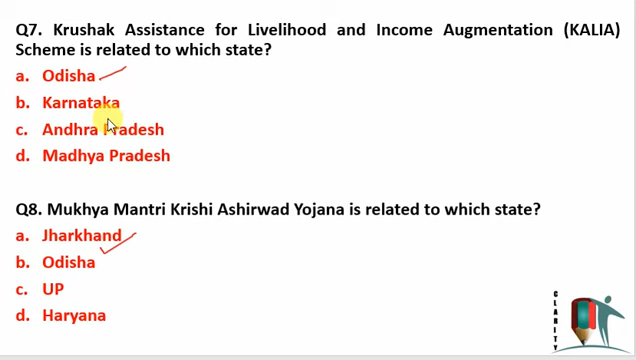 Q7. Krushak Assistance for Livelihood and Income Augmentation (KALIA)
Scheme is related to which state?
a. Odisha
b. Karnataka
c. Andhra Pradesh
d. Madhya Pradesh
Q8. Mukhya Mantri Krishi Ashirwad Yojana is related to which state?
a. Jharkhand
b. Odisha
c. UP
d. Haryana
CLARITY